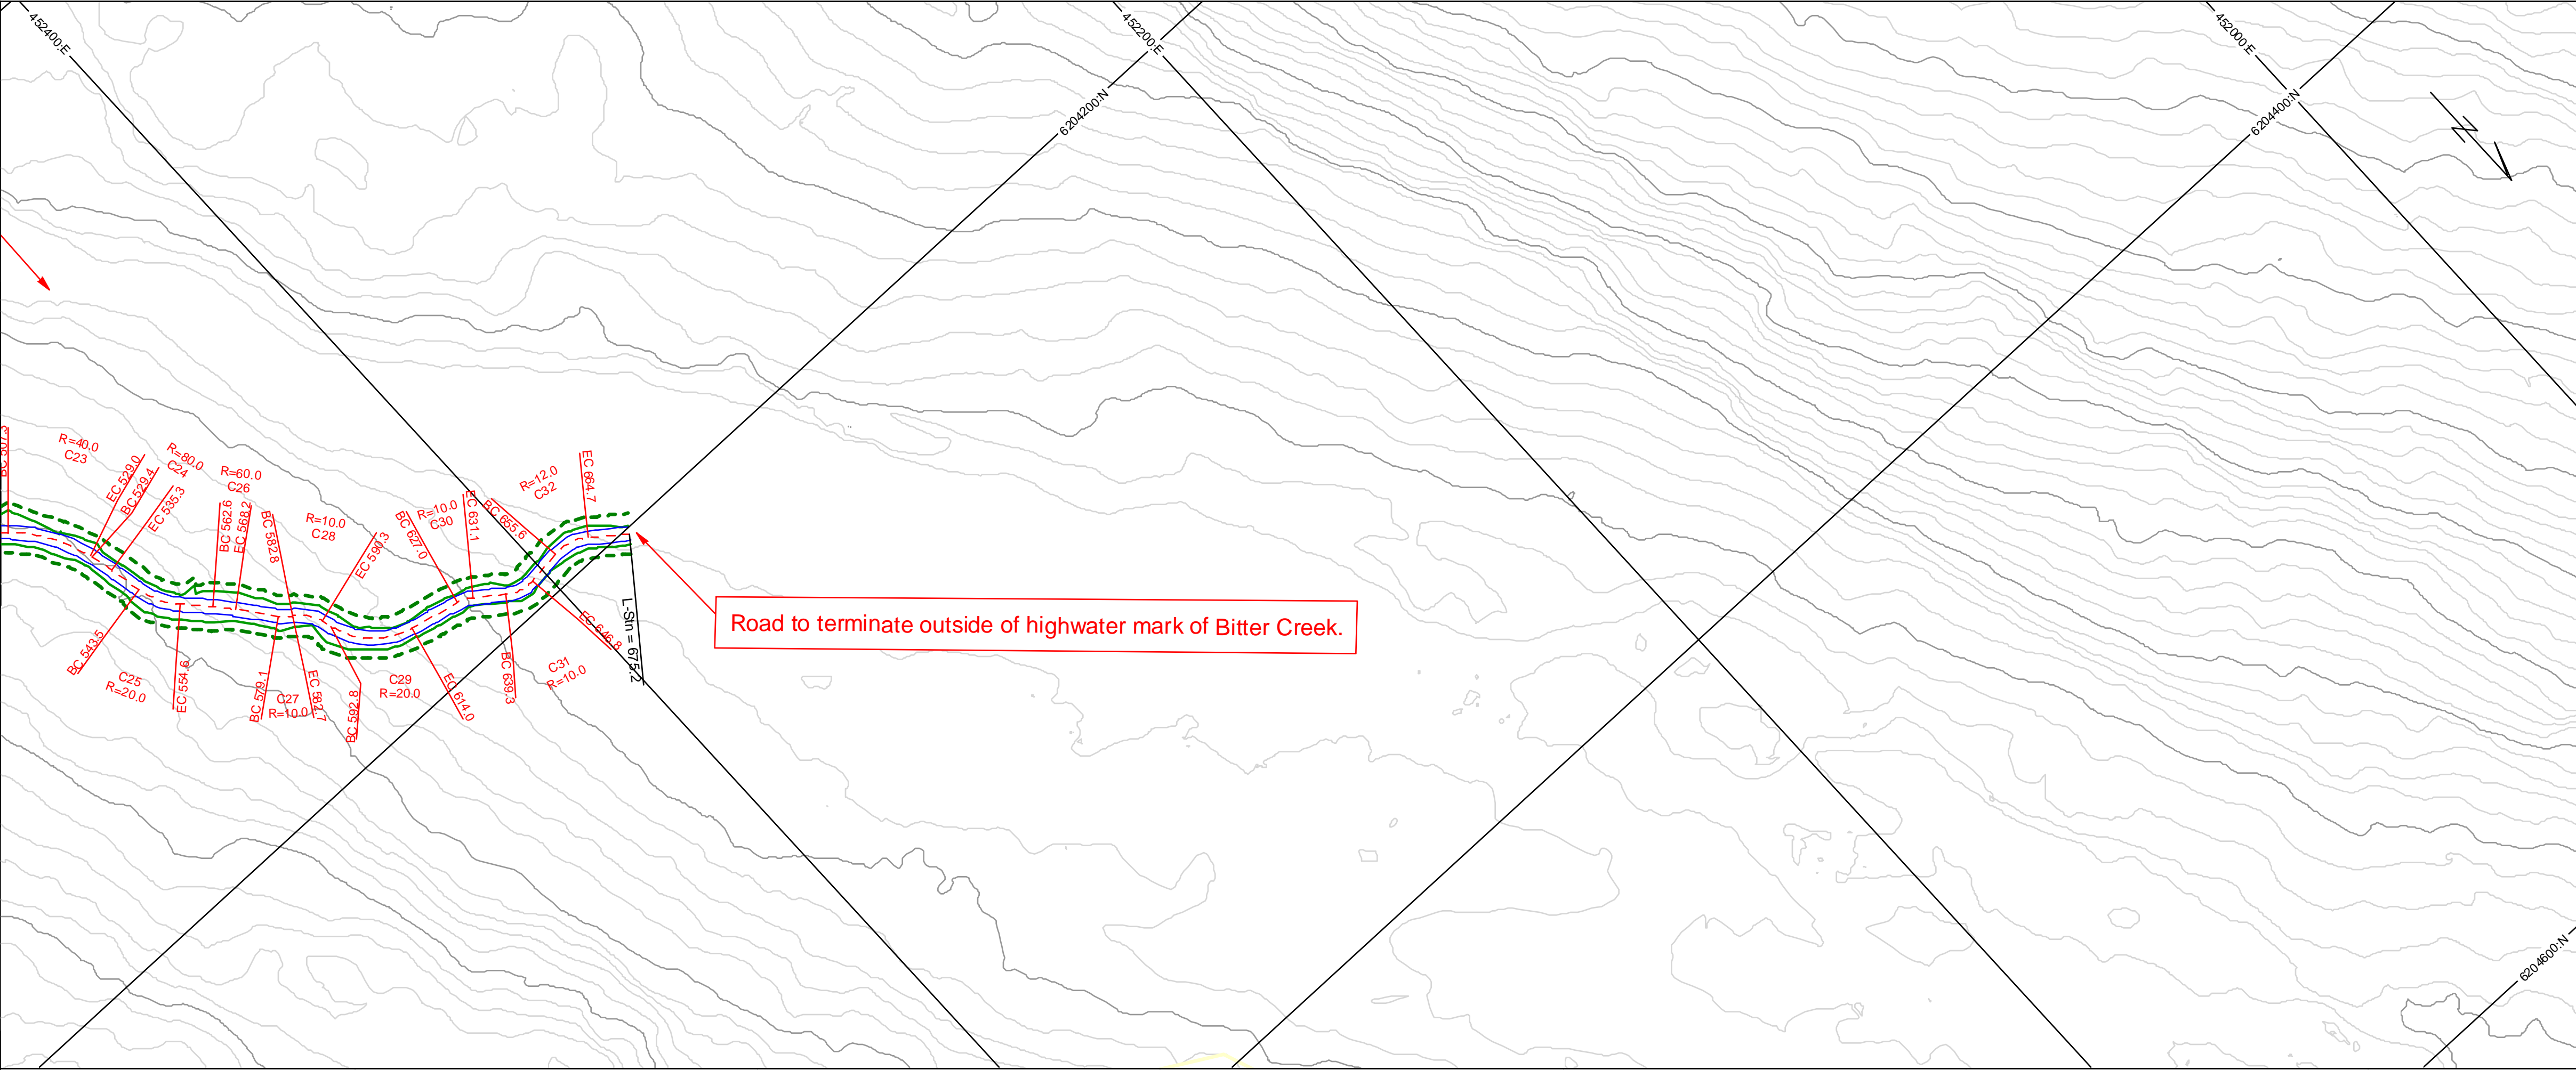 452400:E
452200:E
452000:E
6204200:N
6204400:N
N
R=40.0
C23
EC 529.0
BC 529.4
R=80.0
C24
EC 535.3
R=60.0
C26
BC 562.6
EC 568.2
BC 582.8
R=10.0
C28
EC 590.3
BC 627.0
R=10.0
C30
EC 631.1
BC 655.6
R=12.0
C32
EC 664.7
BC 543.5
C25
R=20.0
EC 554.6
BC 579.1
C27
R=10.0
EC 582.7
BC 592.8
C29
R=20.0
EC 614.0
BC 639.3
C31
R=10.0
EC 646.8
L-Stn = 675.2
Road to terminate outside of highwater mark of Bitter Creek.
6204600:N